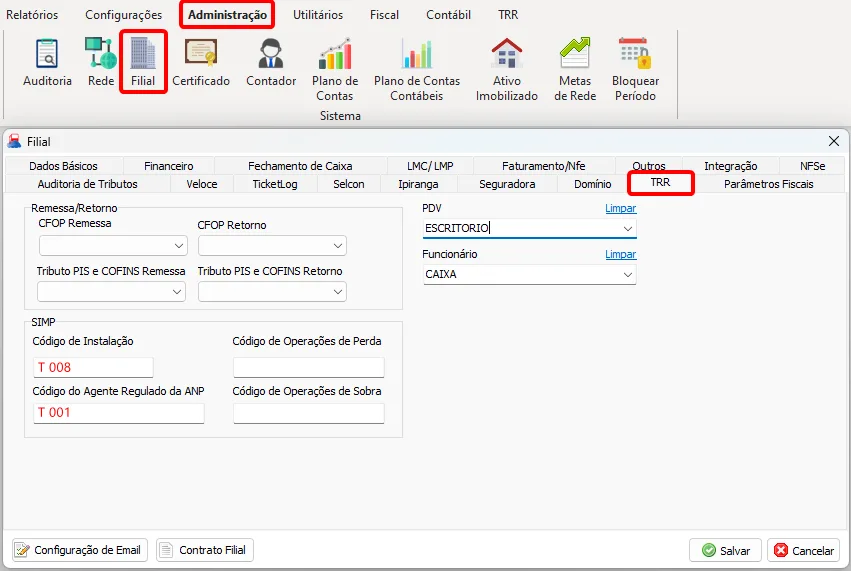 Relatórios Configurações Administração Utilitários Fiscal Contábil TRR
Auditoria Rede Filial Certificado Contador Plano de Contas Plano de Contas Contábeis Ativo Imobilizado Metas de Rede Bloquear Período
Sistema
Filial
Dados Básicos Financeiro Fechamento de Caixa LMC/ LMP Faturamento/Nfe Outros Integração NFSe
Auditoria de Tributos Veloce TicketLog Selcon Ipiranga Seguradora Domínio TRR Parâmetros Fiscais
Remessa/Retorno
CFOP Remessa CFOP Retorno
Tributo PIS e COFINS Remessa Tributo PIS e COFINS Retorno
PDV Limpar
ESCRITORIO
Funcionário Limpar
CAIXA
SIMP
Código de Instalação Código de Operações de Perda
T 008
Código do Agente Regulado da ANP Código de Operações de Sobra
T 001
Configuração de Email Contrato Filial Salvar Cancelar